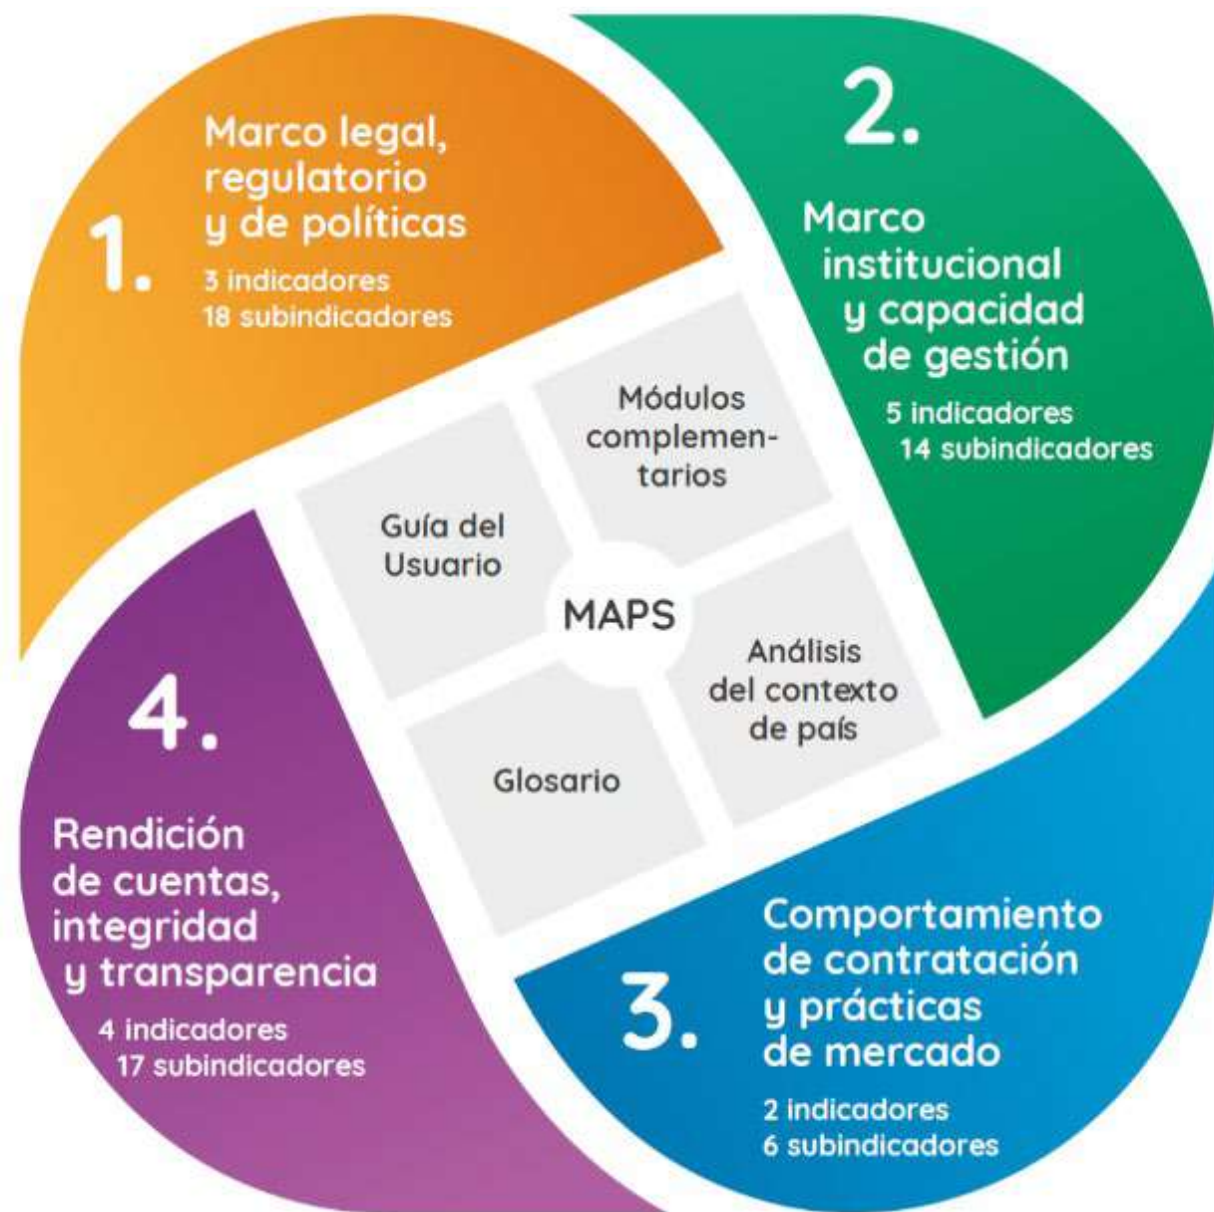 1.
Marco legal,
regulatorio
y de políticas
3 indicadores
18 subindicadores
2.
Marco
institucional
y capacidad
de gestión
5 indicadores
14 subindicadores
Módulos
complemen-
tarios
Guía del
Usuario
MAPS
Análisis
del contexto
de país
Glosario
3.
Comportamiento
de contratación
y prácticas
de mercado
2 indicadores
6 subindicadores
4.
Rendición
de cuentas,
integridad
y transparencia
4 indicadores
17 subindicadores